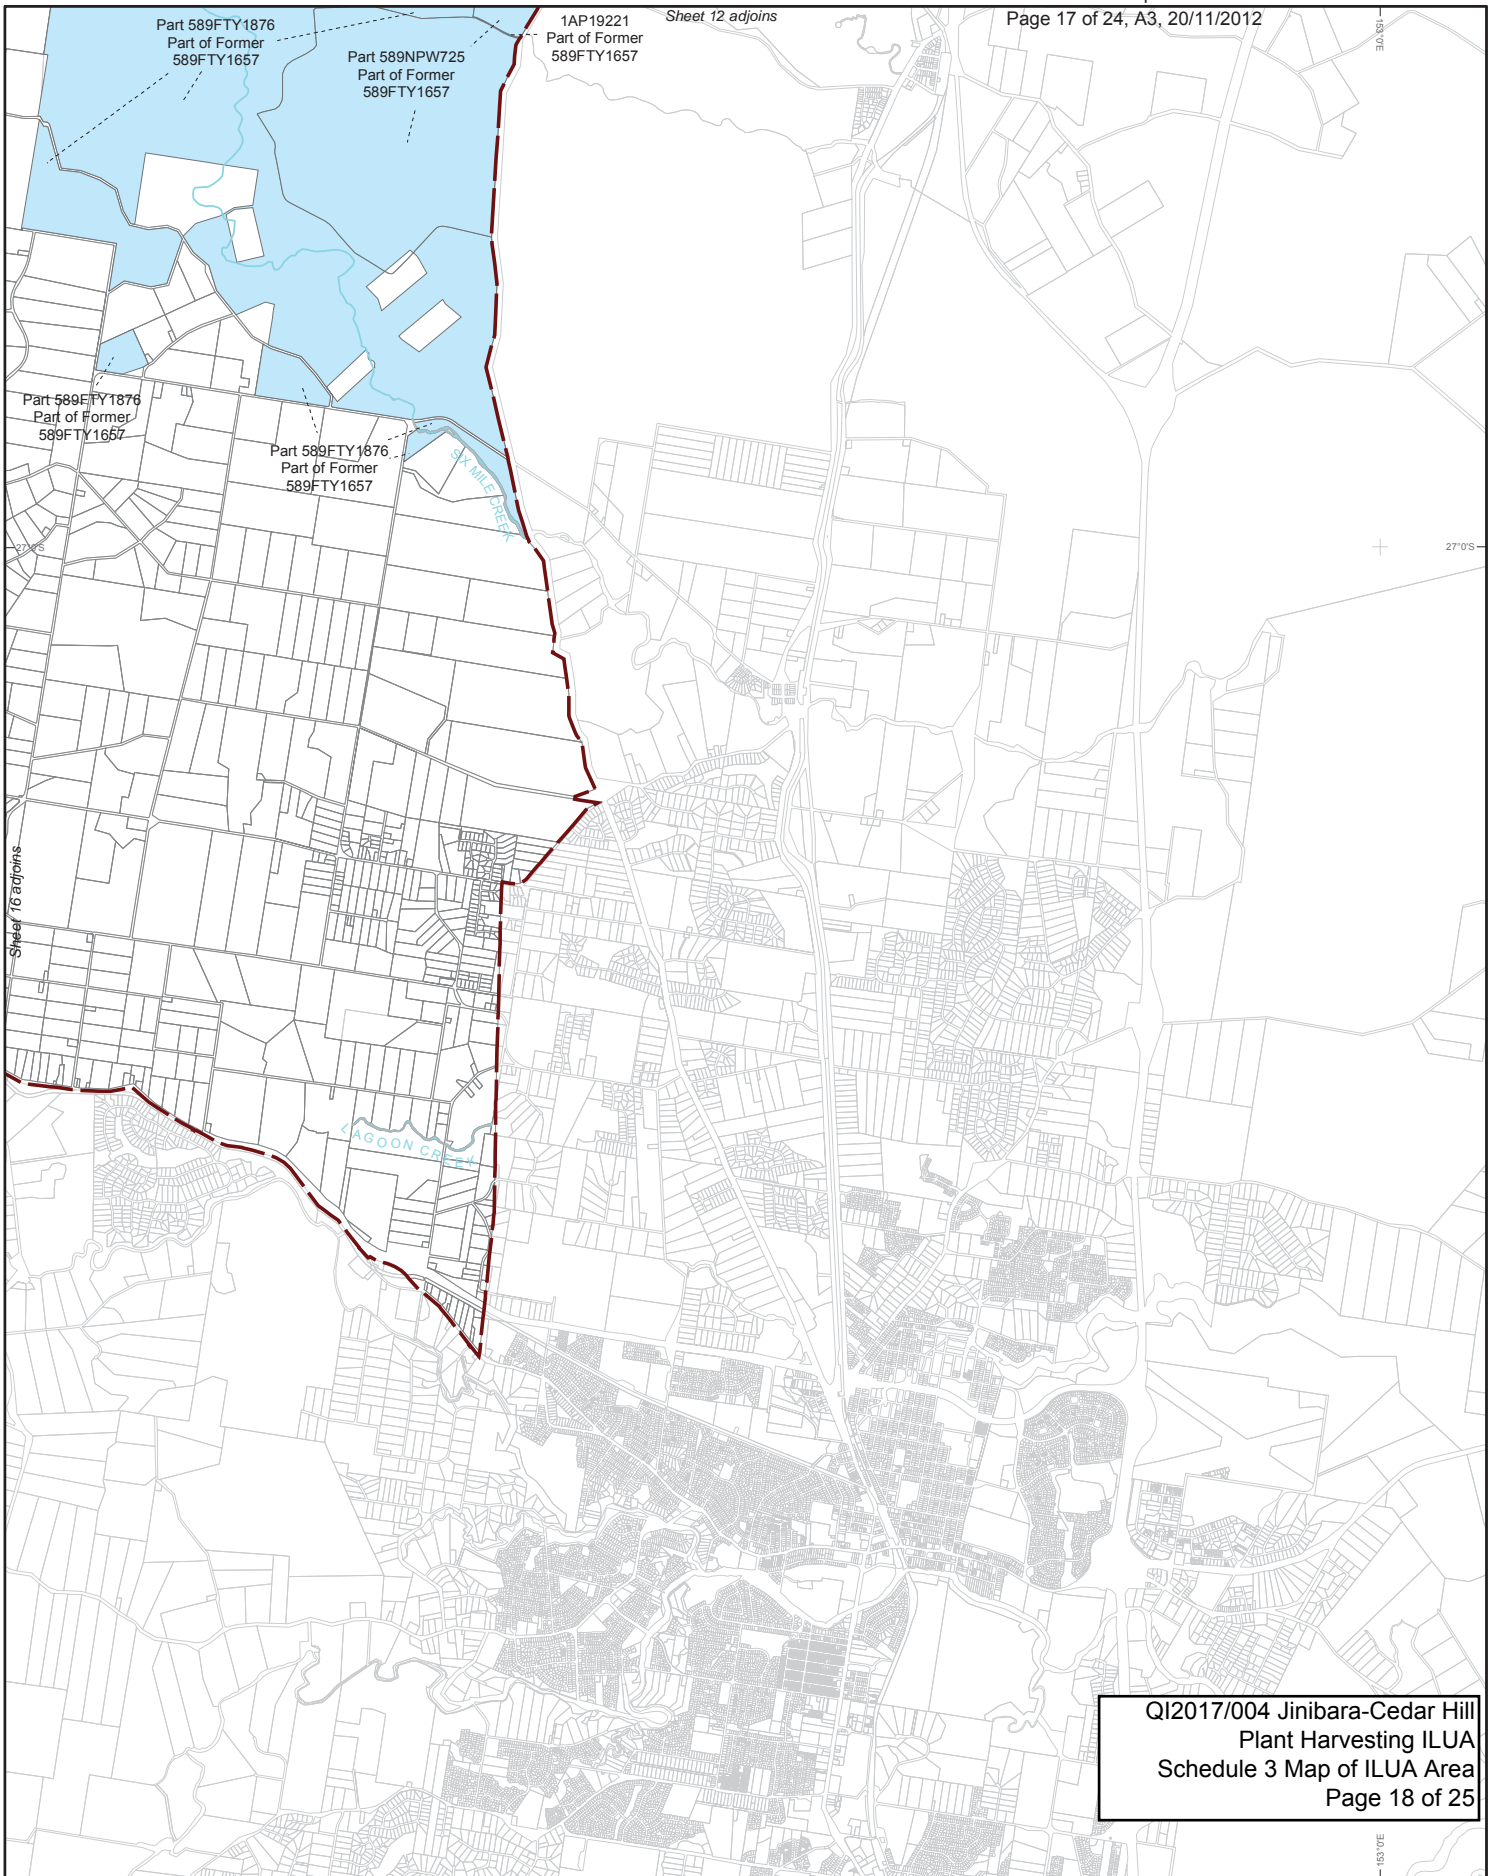 Page 17 of 24, A3, 20/11/2012
Sheet 12 adjoins
153°0'E
Part 589FTY1876
Part of Former
589FTY1657
Part 589NPW725
Part of Former
589FTY1657
1AP19221
Part of Former
589FTY1657
Part 589FTY1876
Part of Former
589FTY1657
Part 589FTY1876
Part of Former
589FTY1657
SIX MILE CREEK
27°0'S
27°0'S
Sheet 16 adjoins
LAGOON CREEK
QI2017/004 Jinibara-Cedar Hill
Plant Harvesting ILUA
Schedule 3 Map of ILUA Area
Page 18 of 25
153°0'E